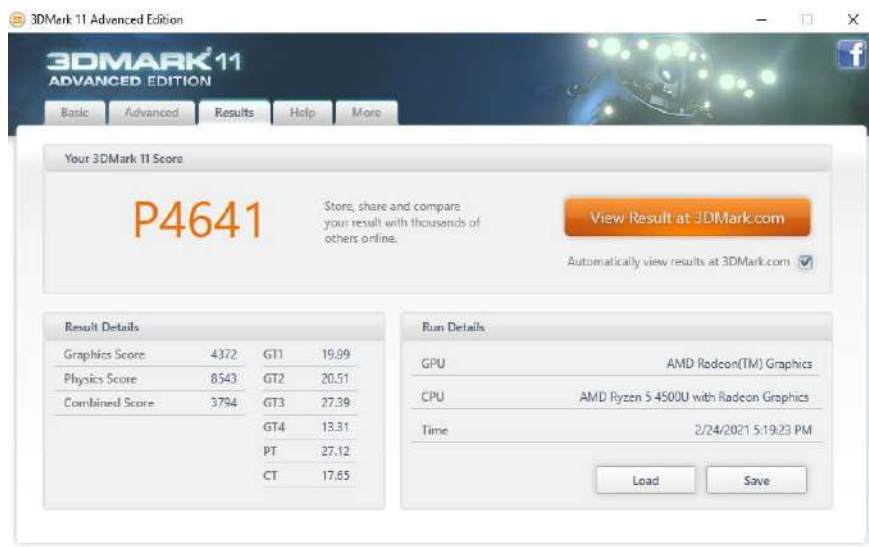 3DMark 11 Advanced Edition
3DMARK'11
ADVANCED EDITION
Basic Advanced Results Help More
Your 3DMark 11 Score
P4641
Store, share and compare
your result with thousands of
others online.
View Result at 3DMark.com
Automatically view results at 3DMark.com
Result Details
Graphics Score 4372 GT1 19.99
Physics Score 8543 GT2 20.51
Combined Score 3794 GT3 27.39
GT4 13.31
PT 27.12
CT 17.65
Run Details
GPU AMD Radeon(TM) Graphics
CPU AMD Ryzen 5 4500U with Radeon Graphics
Time 2/24/2021 5:19:23 PM
Load Save